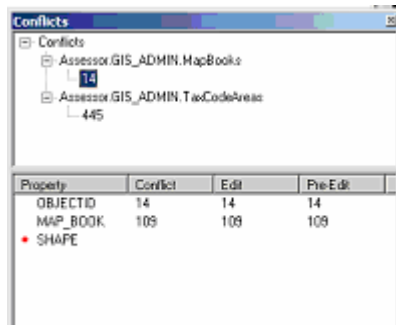 Conflicts
Conflicts
Assessor.GIS_ADMIN.MapBooks
14
Assessor.GIS_ADMIN.TaxCodeAreas
445
Property Conflict Edit Pre-Edit
OBJECTID 14 14 14
MAP_BOOK 109 109 109
SHAPE